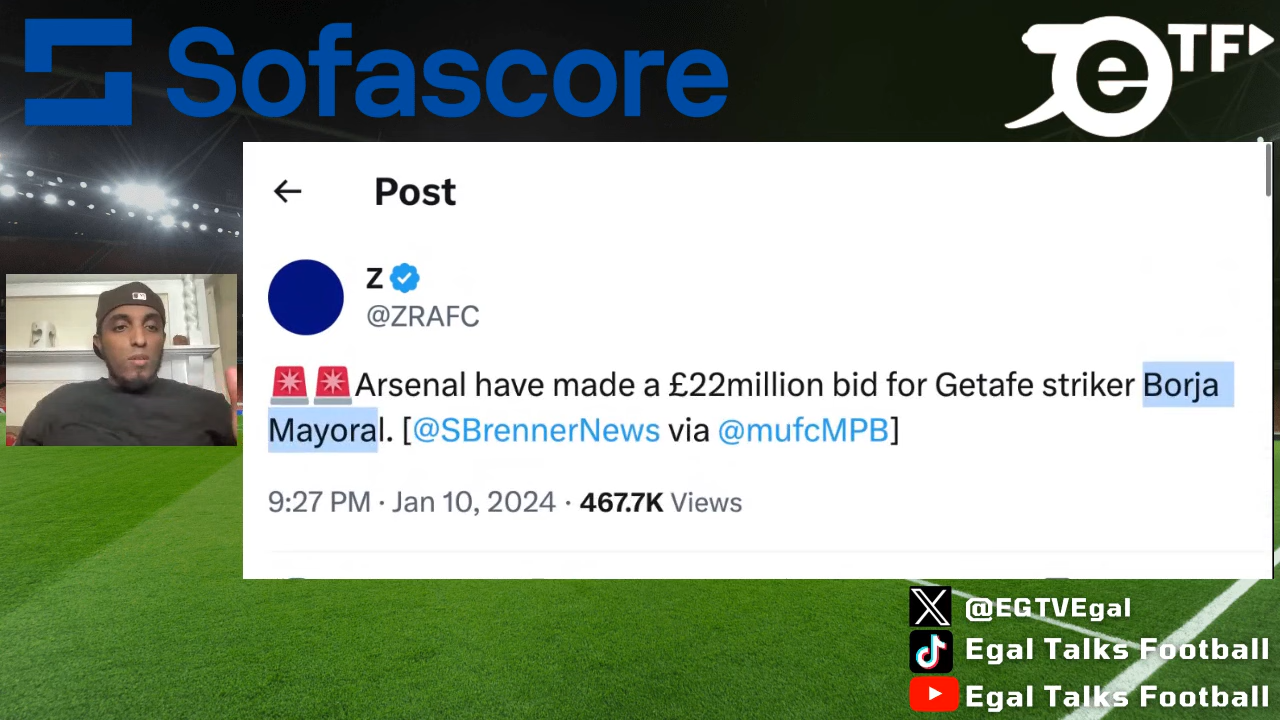 Sofascore
e TF
Post
Z
@ZRAFC
🚨🚨Arsenal have made a £22million bid for Getafe striker Borja
Mayoral. [@SBrennerNews via @mufcMPB]
9:27 PM · Jan 10, 2024 · 467.7K Views
@EGTVEgal
Egal Talks Football
Egal Talks Football